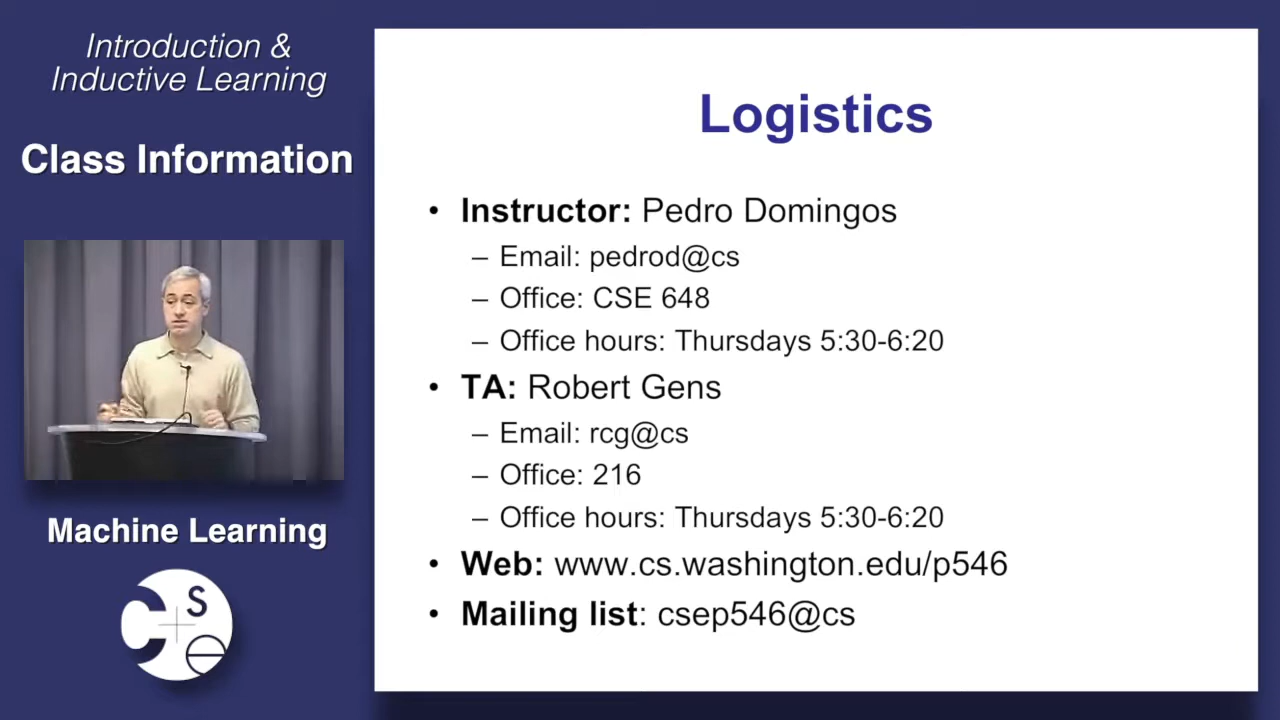 Introduction &
Inductive Learning
Class Information
Machine Learning
C S e
Logistics
• Instructor: Pedro Domingos
– Email: pedrod@cs
– Office: CSE 648
– Office hours: Thursdays 5:30-6:20
• TA: Robert Gens
– Email: rcg@cs
– Office: 216
– Office hours: Thursdays 5:30-6:20
• Web: www.cs.washington.edu/p546
• Mailing list: csep546@cs